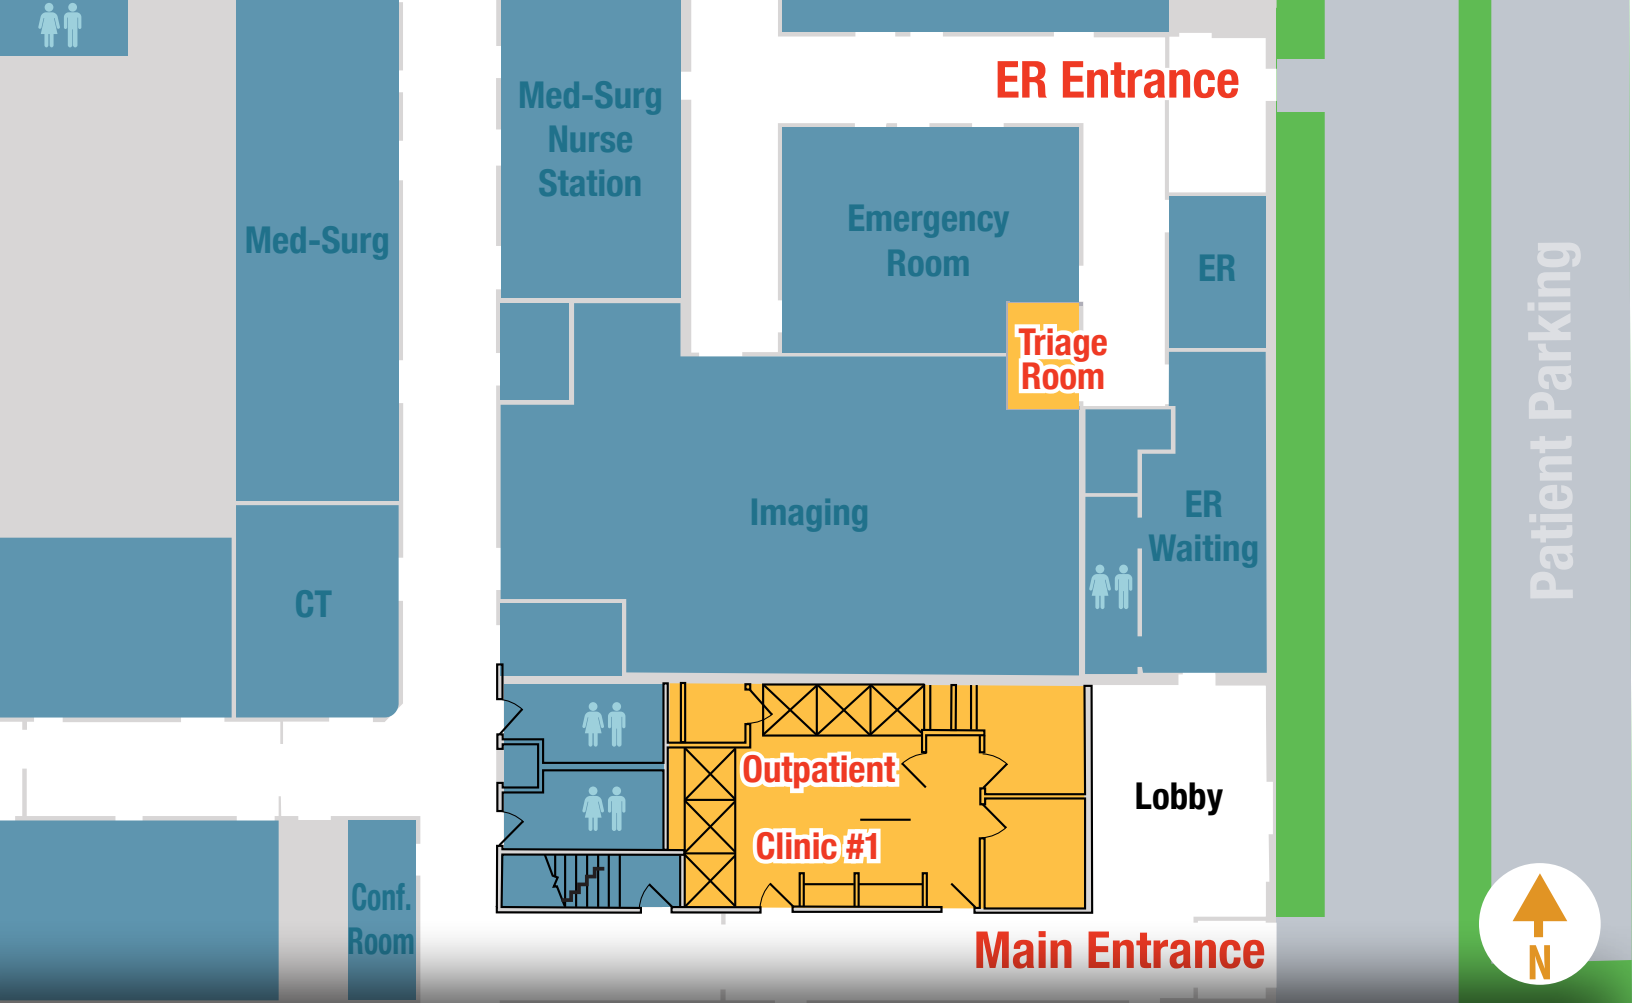 ER Entrance
Med-Surg
Nurse
Station
Med-Surg
Emergency
Room
ER
Triage
Room
Patient Parking
Imaging
ER
Waiting
CT
Outpatient
Clinic #1
Lobby
Conf.
Room
Main Entrance
N